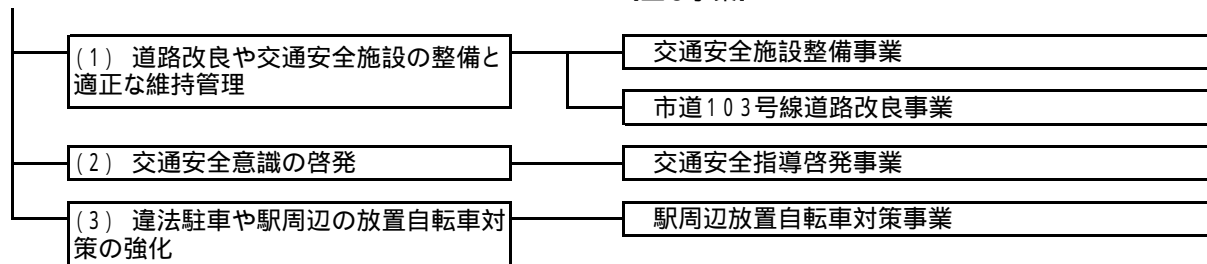 (1) 道路改良や交通安全施設の整備と
適正な維持管理
交通安全施設整備事業
市道103号線道路改良事業
(2) 交通安全意識の啓発
交通安全指導啓発事業
(3) 違法駐車や駅周辺の放置自転車対
策の強化
駅周辺放置自転車対策事業